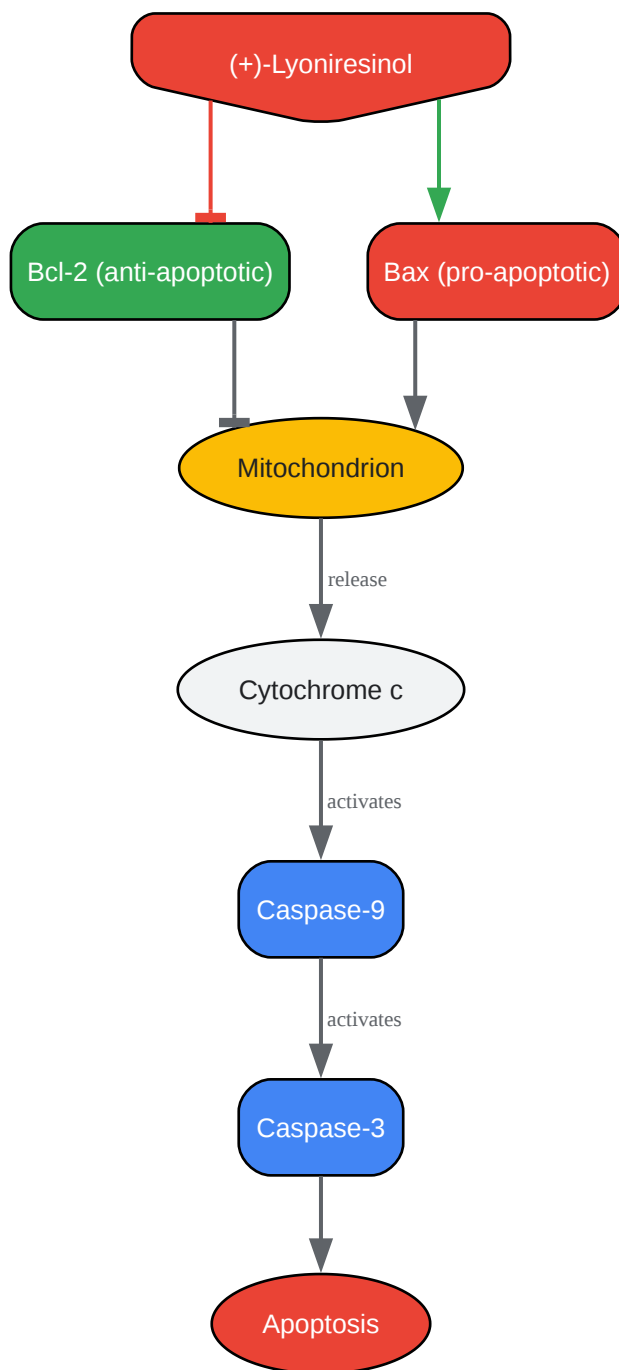 (+)-Lyoniresinol
Bcl-2 (anti-apoptotic)
Bax (pro-apoptotic)
Mitochondrion
release
Cytochrome c
activates
Caspase-9
activates
Caspase-3
Apoptosis